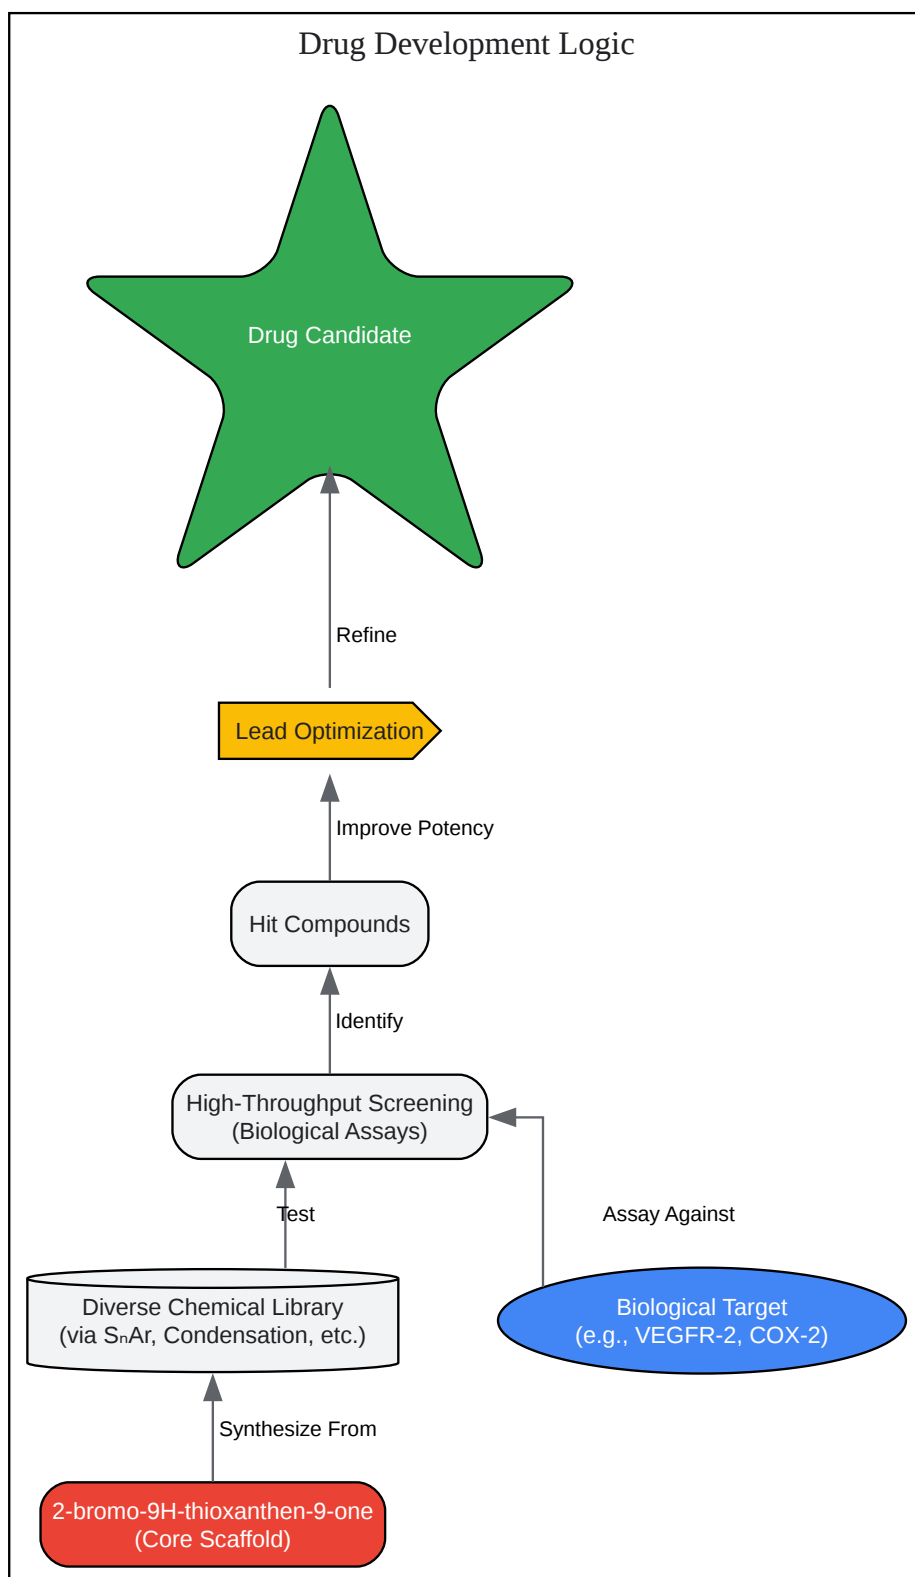 Drug Development Logic
Drug Candidate
Refine
Lead Optimization
Improve Potency
Hit Compounds
Identify
High-Throughput Screening
(Biological Assays)
Test
Assay Against
Diverse Chemical Library
(via SₙAr, Condensation, etc.)
Biological Target
(e.g., VEGFR-2, COX-2)
Synthesize From
2-bromo-9H-thioxanthen-9-one
(Core Scaffold)